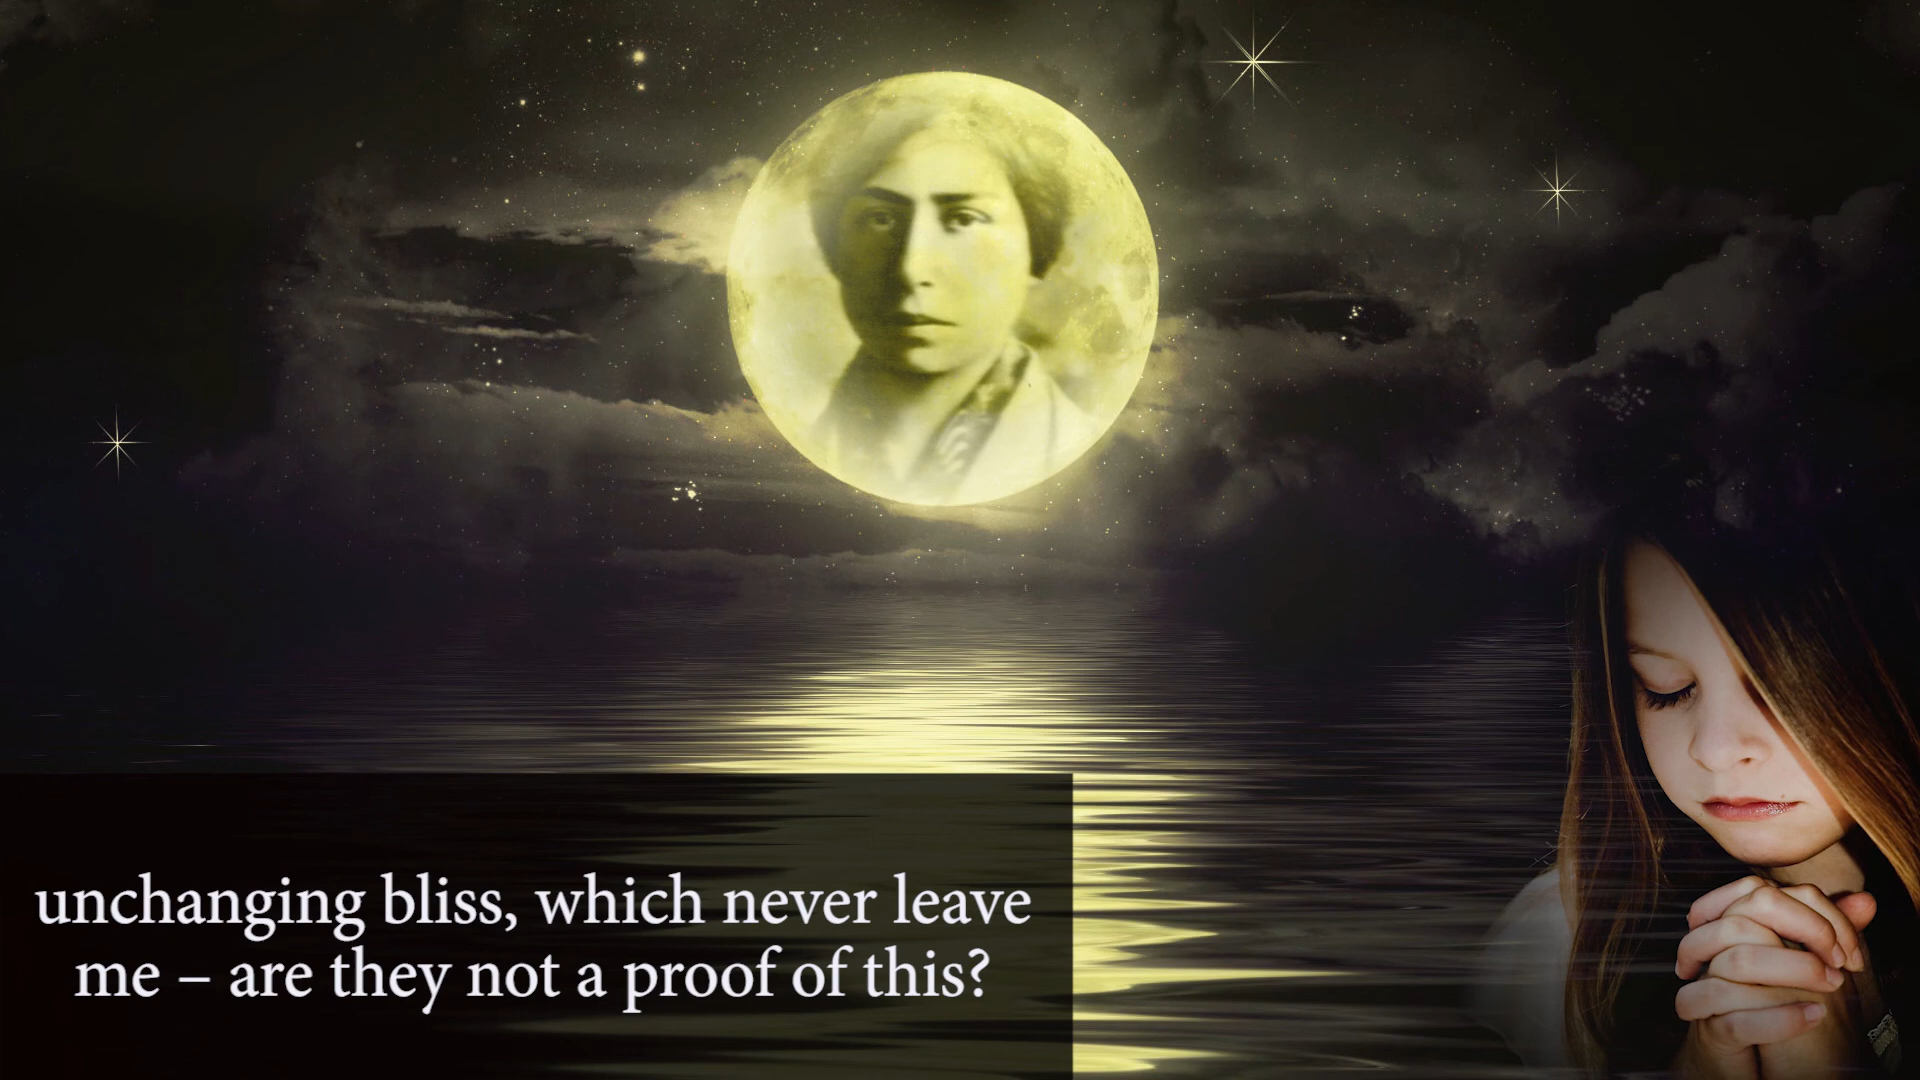 unchanging bliss, which never leave
me – are they not a proof of this?